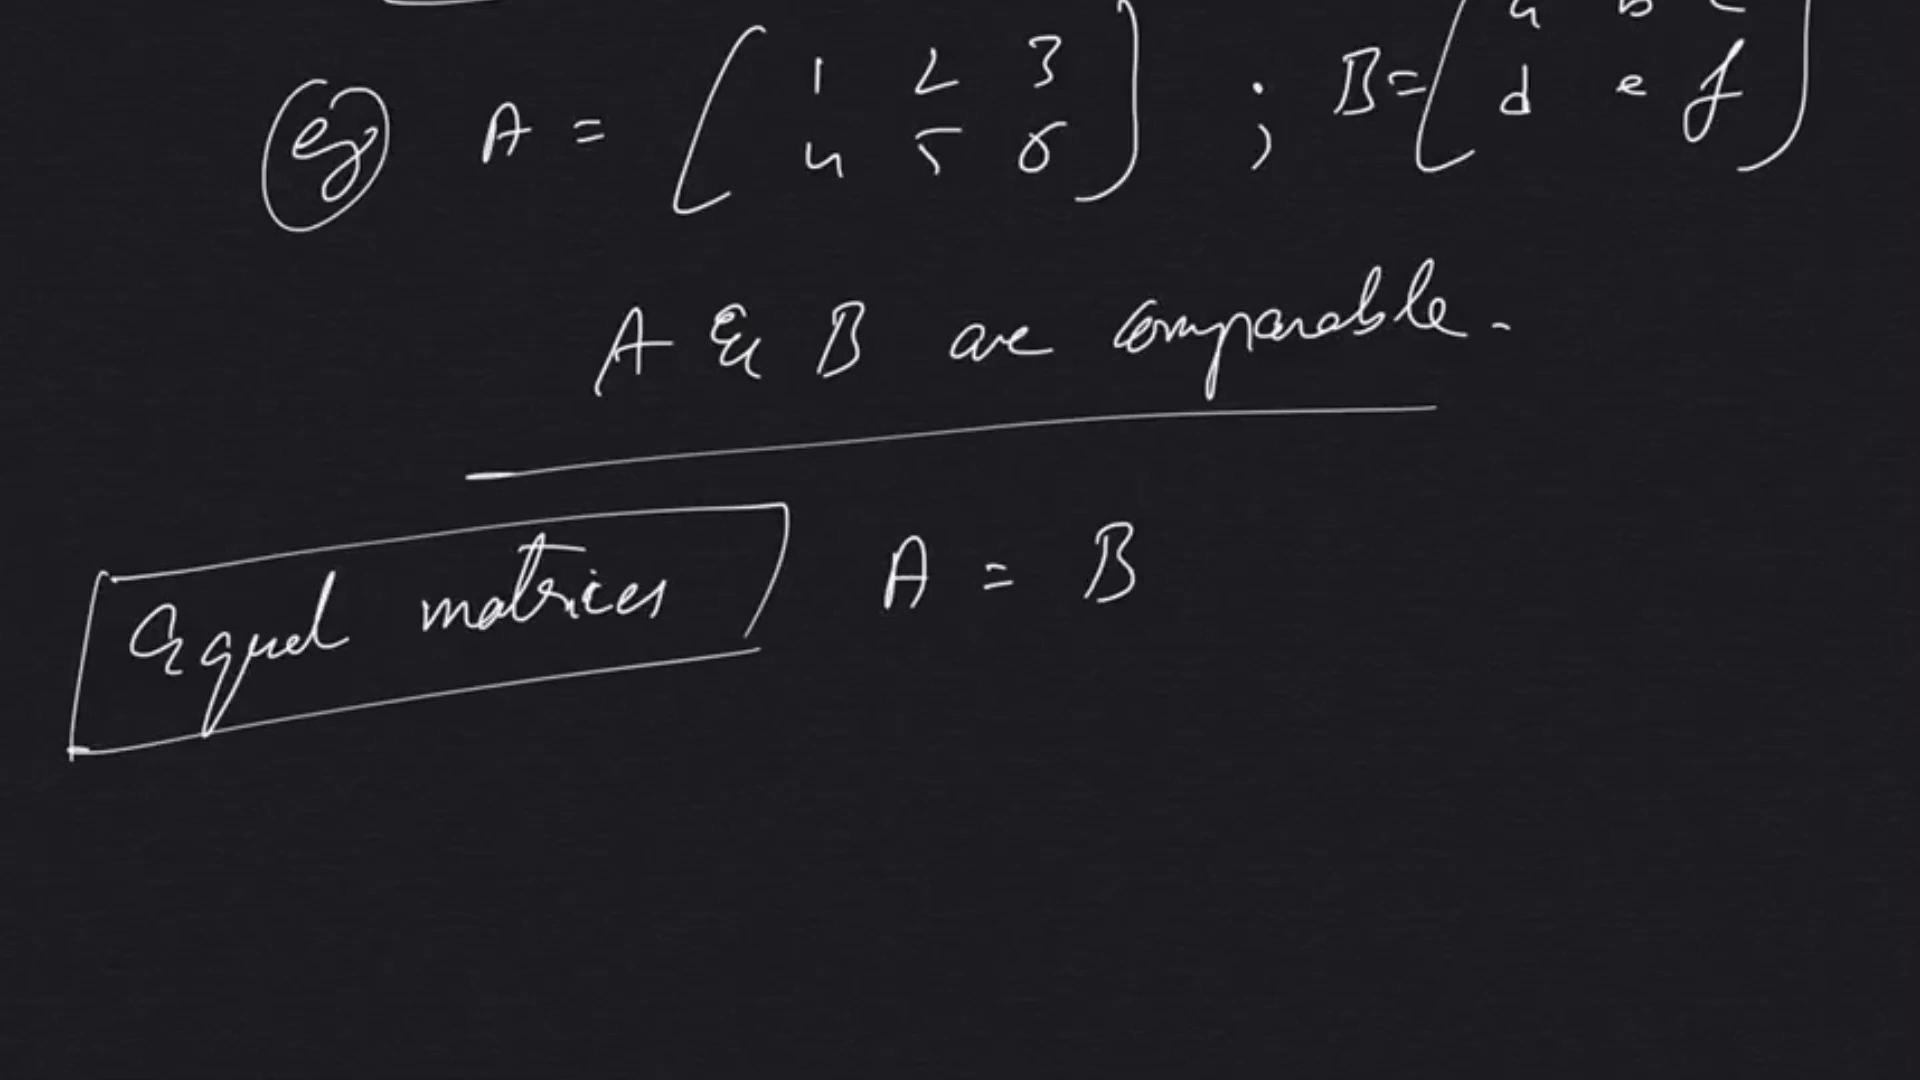 eg A = [ 1 2 3 ; B = [ a b c
4 5 6 ] d e f ]
A & B are comparable.
Equal matrices A = B